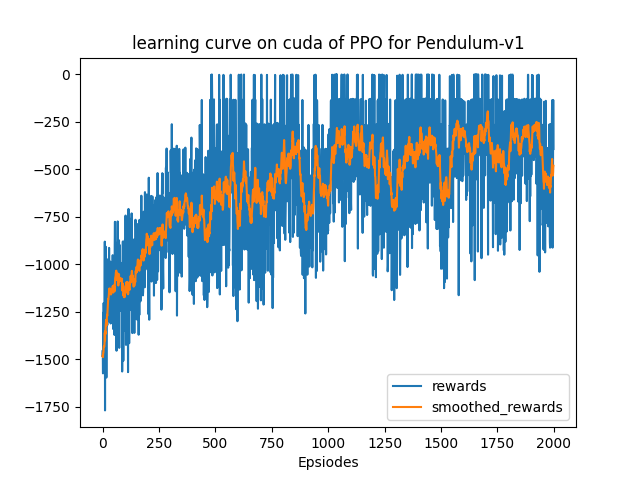 learning curve on cuda of PPO for Pendulum-v1
0
−250
−500
−750
−1000
−1250
−1500
−1750
rewards
smoothed_rewards
0 250 500 750 1000 1250 1500 1750 2000
Epsiodes